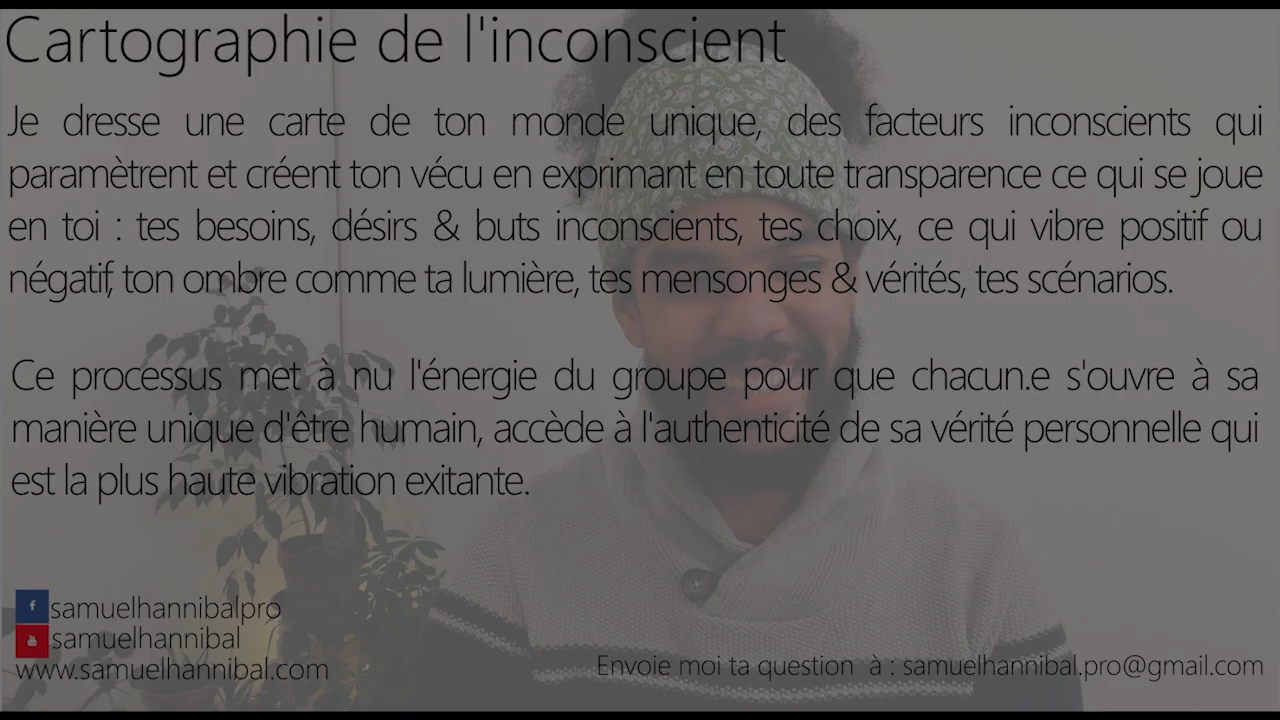 Cartographie de l'inconscient
Je dresse une carte de ton monde unique, des facteurs inconscients qui
paramètrent et créent ton vécu en exprimant en toute transparence ce qui se joue
en toi : tes besoins, désirs & buts inconscients, tes choix, ce qui vibre positif ou
négatif, ton ombre comme ta lumière, tes mensonges & vérités, tes scénarios.
Ce processus met à nu l'énergie du groupe pour que chacun.e s'ouvre à sa
manière unique d'être humain, accède à l'authenticité de sa vérité personnelle qui
est la plus haute vibration exitante.
samuelhannibalpro
samuelhannibal
www.samuelhannibal.com
Envoie moi ta question à : samuelhannibal.pro@gmail.com